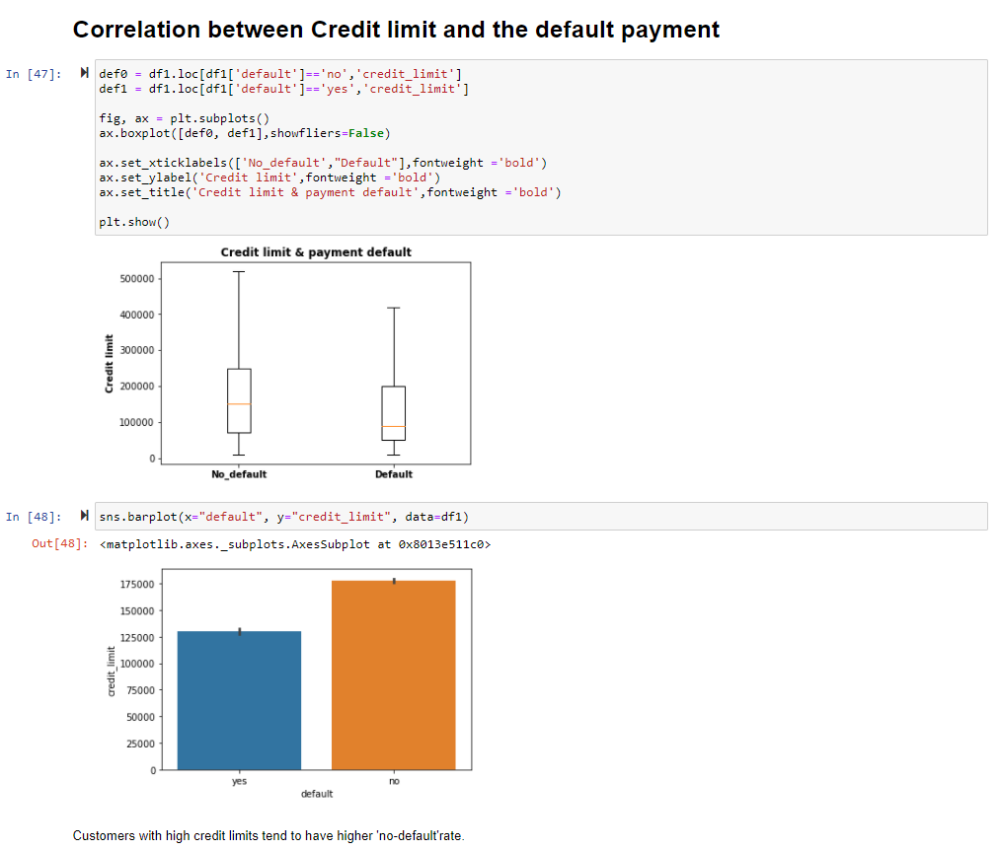 Correlation between Credit limit and the default payment
In [47]:
def0 = df1.loc[df1['default']=='no','credit_limit']
def1 = df1.loc[df1['default']=='yes','credit_limit']
fig, ax = plt.subplots()
ax.boxplot([def0, def1],showfliers=False)
ax.set_xticklabels(['No_default',"Default"],fontweight ='bold')
ax.set_ylabel('Credit limit',fontweight ='bold')
ax.set_title('Credit limit & payment default',fontweight ='bold')
plt.show()
Credit limit & payment default
Credit limit
500000
400000
300000
200000
100000
0
No_default Default
In [48]:
sns.barplot(x="default", y="credit_limit", data=df1)
Out[48]: <matplotlib.axes._subplots.AxesSubplot at 0x8013e511c0>
credit_limit
175000
150000
125000
100000
75000
50000
25000
0
yes no
default
Customers with high credit limits tend to have higher 'no-default'rate.